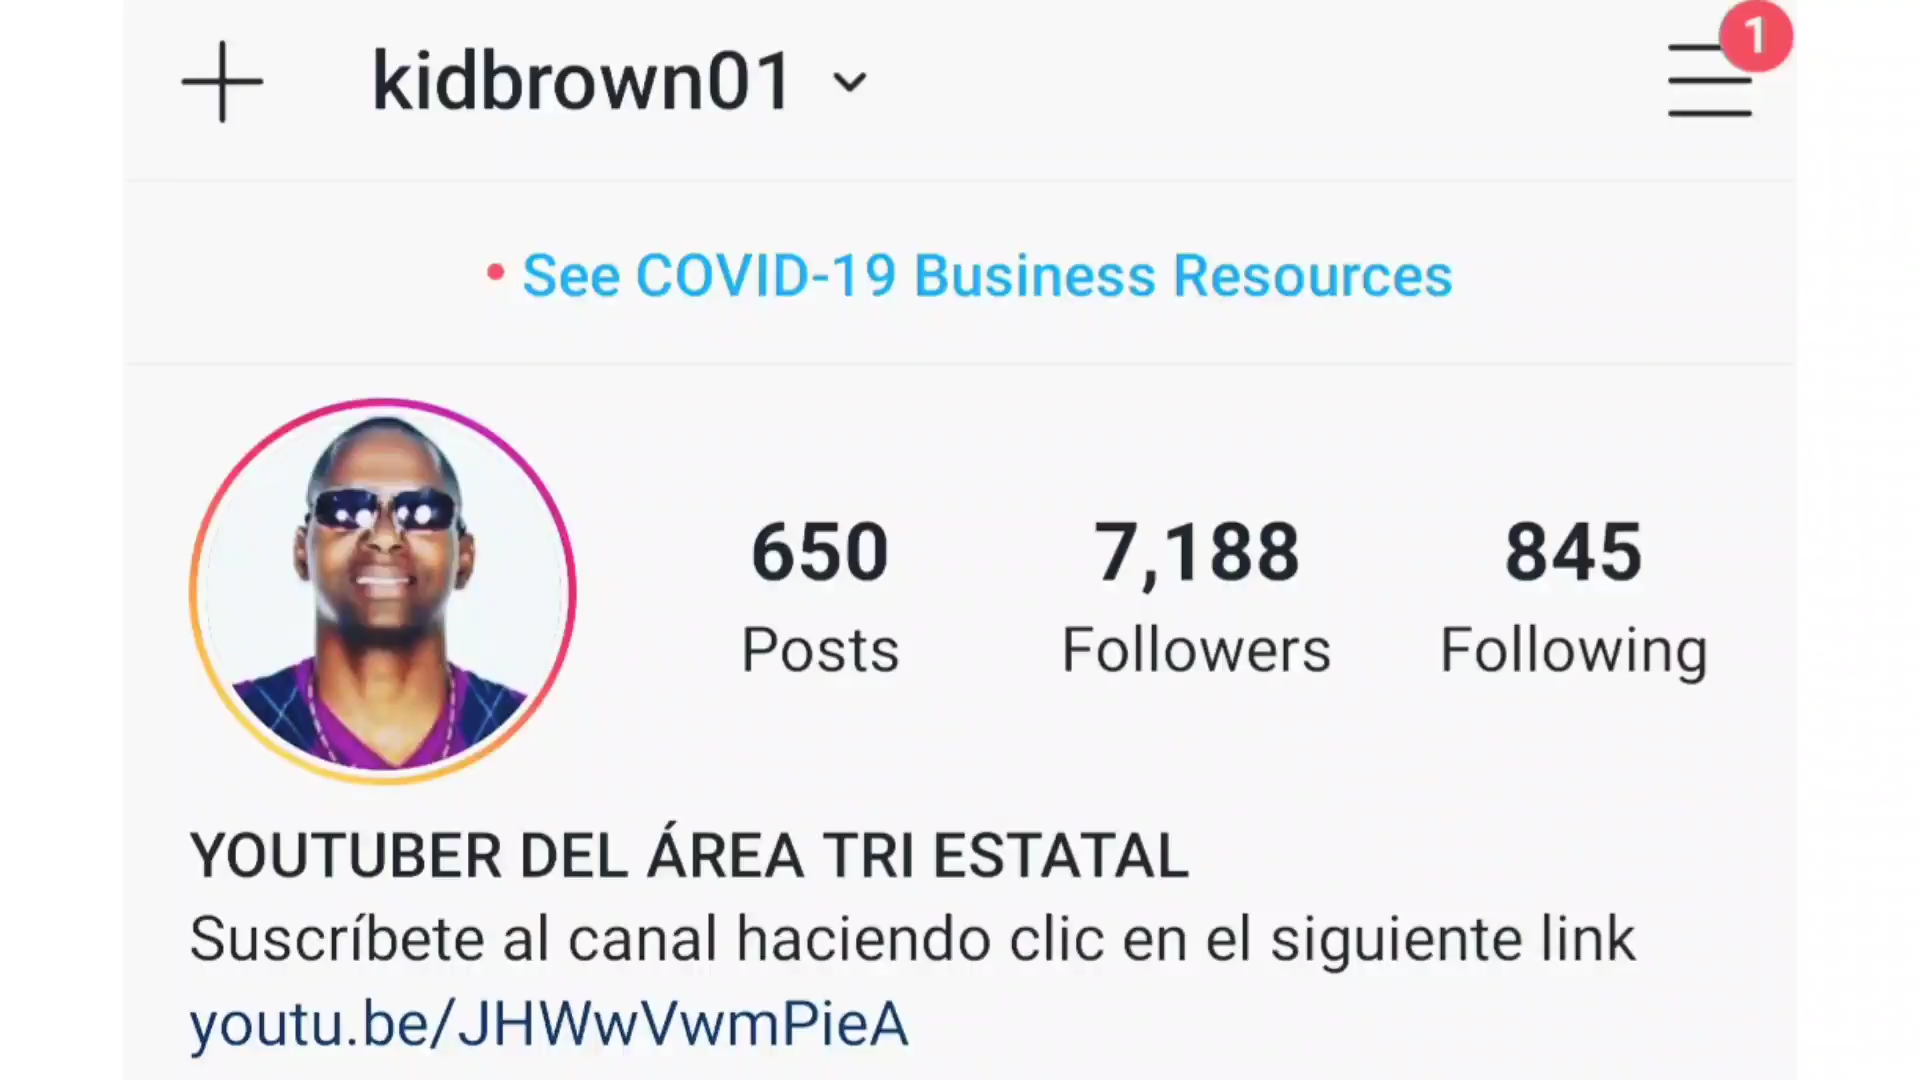 kidbrown01
1
See COVID-19 Business Resources
650 7,188 845
Posts Followers Following
YOUTUBER DEL ÁREA TRI ESTATAL
Suscríbete al canal haciendo clic en el siguiente link
youtu.be/JHWwVwmPieA